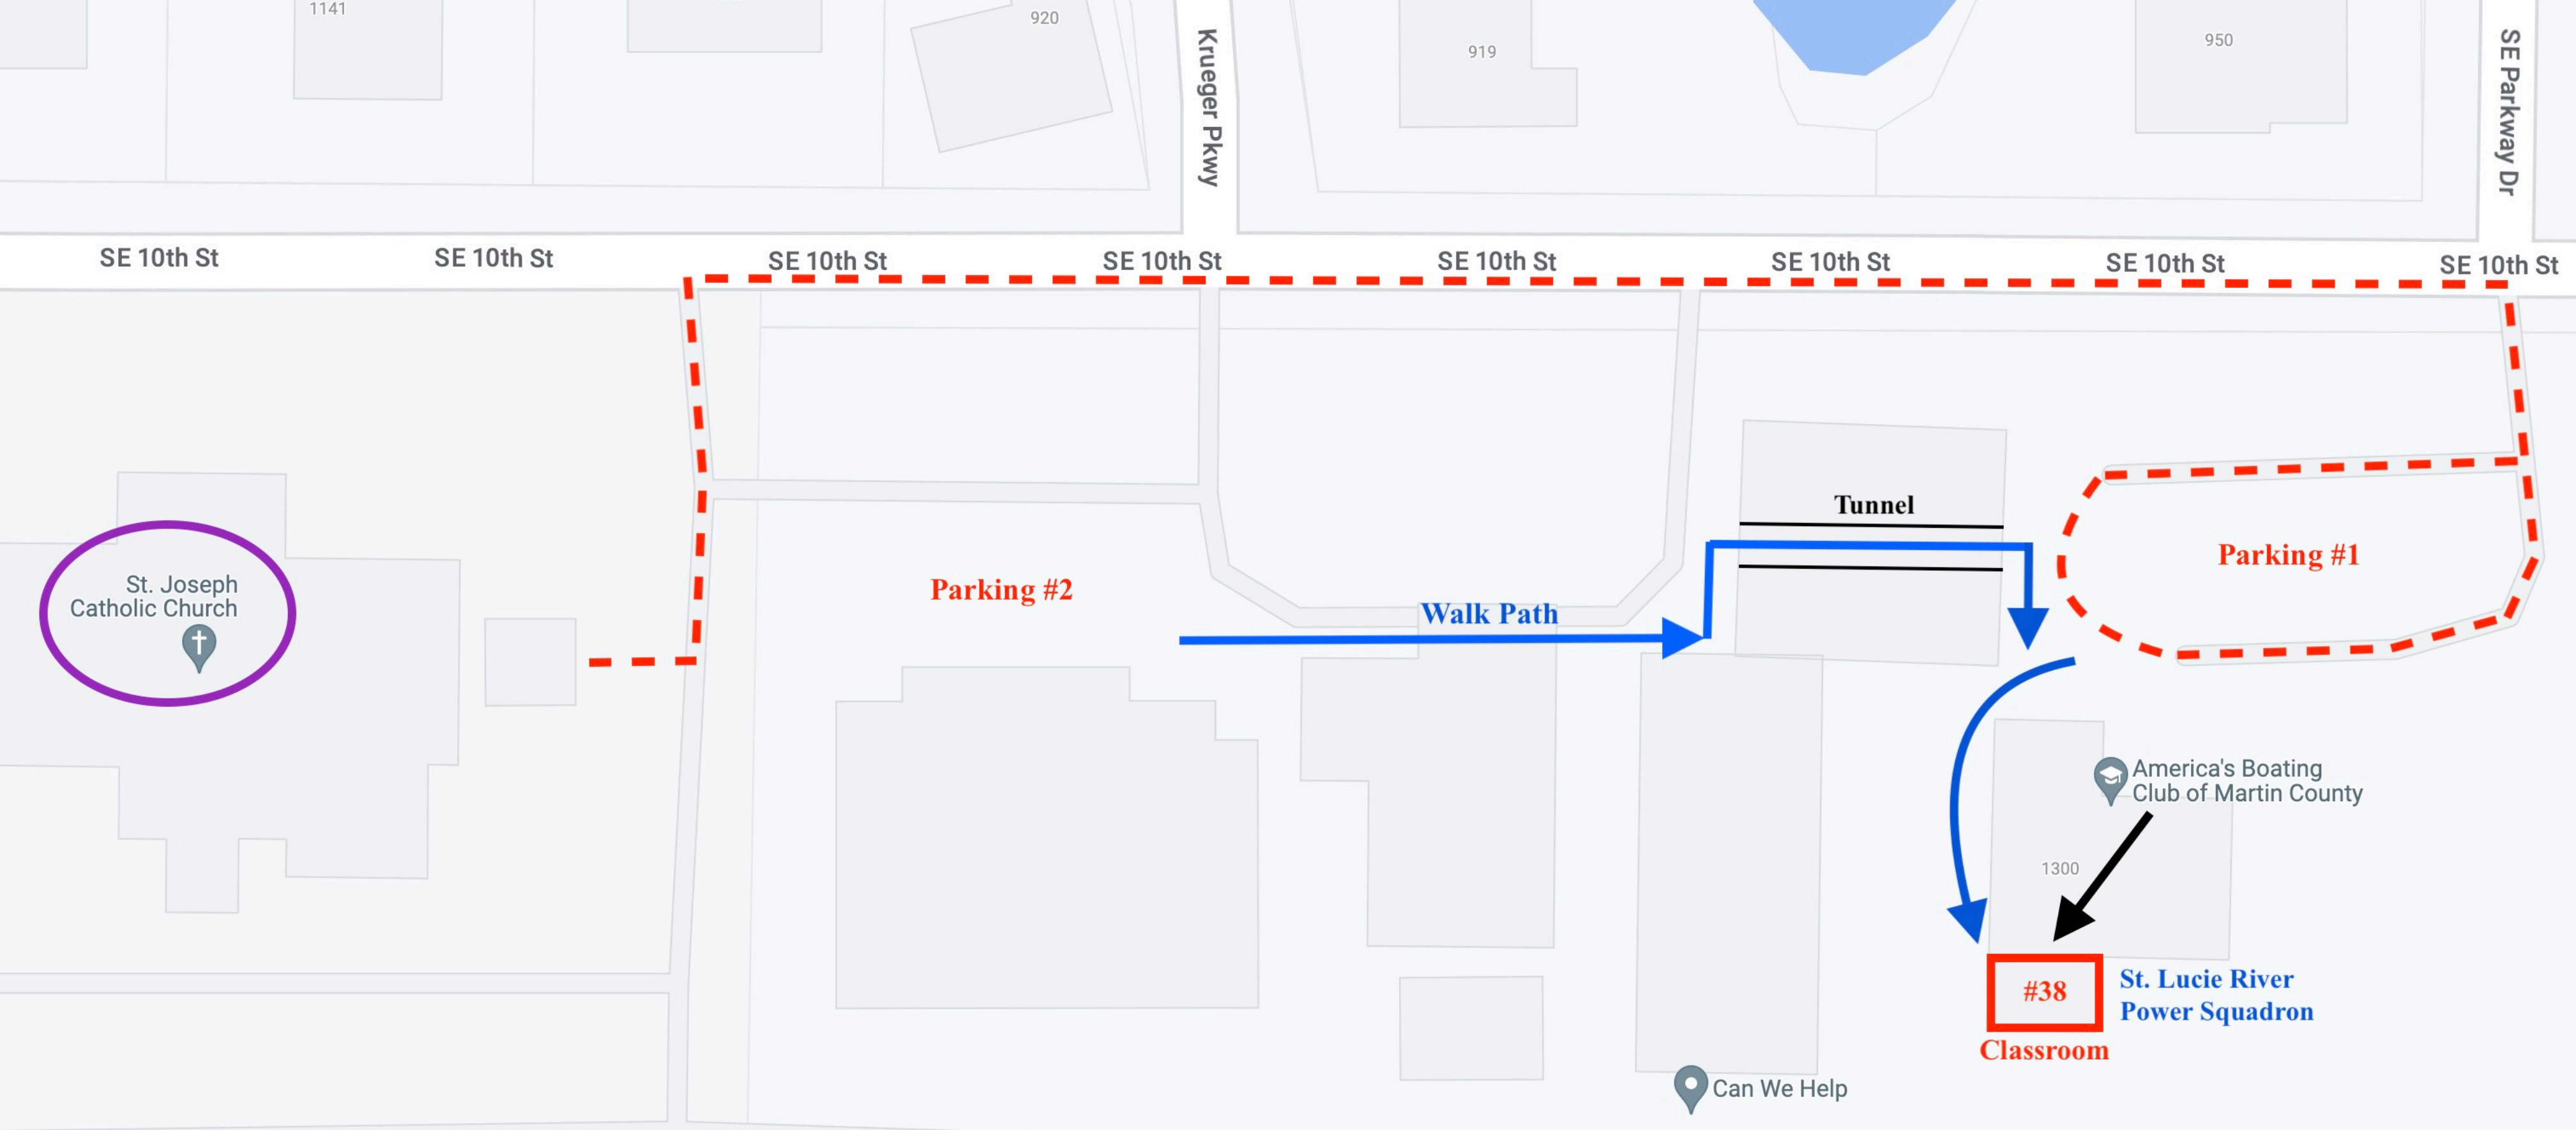 1141
920
919
950
Krueger Pkwy
SE Parkway Dr
SE 10th St
SE 10th St
SE 10th St
SE 10th St
SE 10th St
SE 10th St
SE 10th St
SE 10th St
Tunnel
Parking #1
St. Joseph
Catholic Church
Parking #2
Walk Path
America's Boating
Club of Martin County
1300
#38
St. Lucie River
Power Squadron
Classroom
Can We Help